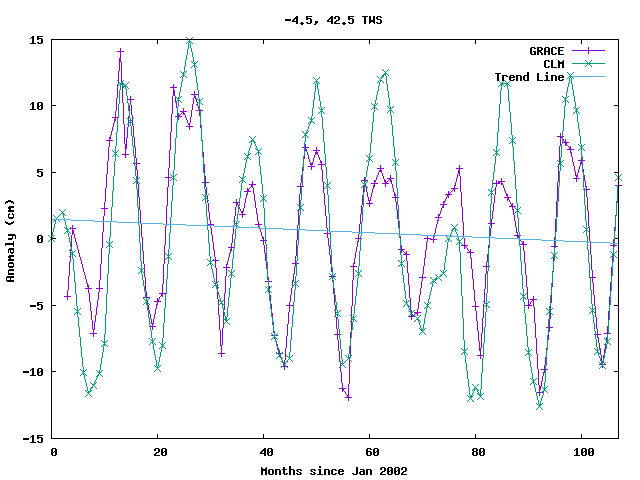 -4.5, 42.5 TWS
GRACE
CLM
Trend Line
15
10
5
0
-5
-10
-15
Anomaly (cm)
0 20 40 60 80 100
Months since Jan 2002